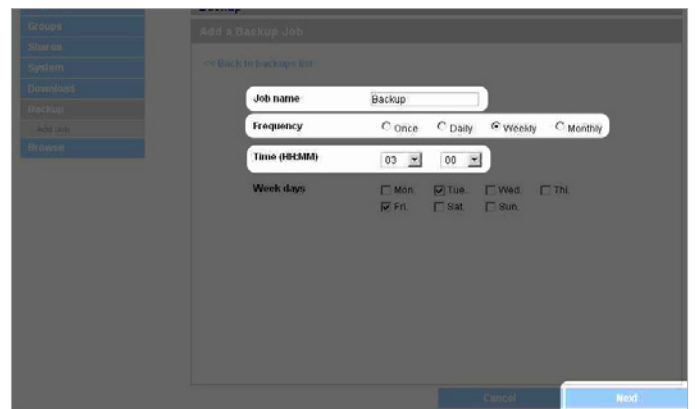 Backup
Groups
Shares
System
Download
Backup
Add Job
Browse
Add a Backup Job
<< Back to backups list
Job name
Backup
Frequency
Once Daily Weekly Monthly
Time (HH:MM)
03 00
Week days
Mon. Tue. Wed. Thi.
Fri. Sat. Sun.
Cancel Next